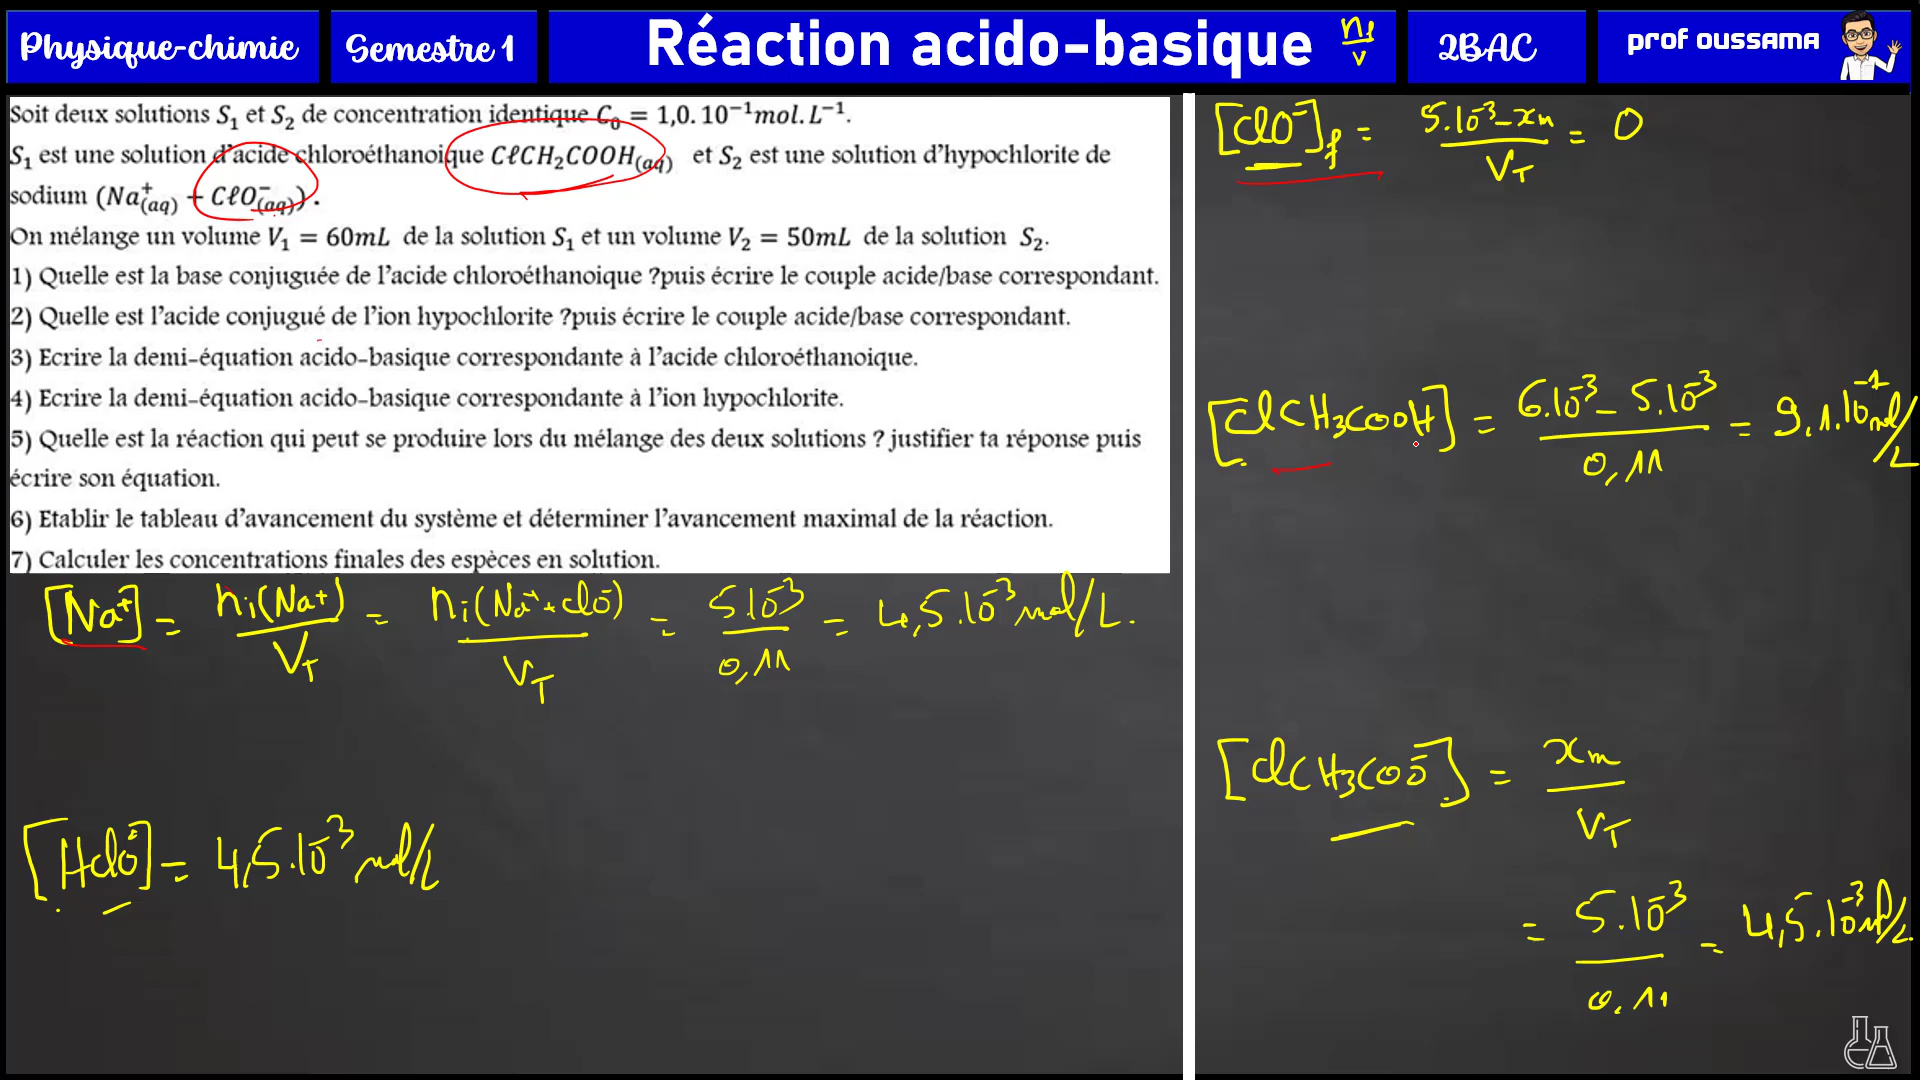 Physique-chimie
Semestre 1
Réaction acido-basique
nf/v
2BAC
prof OUSSAMA
Soit deux solutions S₁ et S₂ de concentration identique C₀ = 1,0. 10⁻¹mol. L⁻¹.
S₁ est une solution d'acide chloroéthanoique CℓCH₂COOH(aq) et S₂ est une solution d'hypochlorite de
sodium (Na⁺(aq) + CℓO⁻(aq)).
On mélange un volume V₁ = 60mL de la solution S₁ et un volume V₂ = 50mL de la solution S₂.
1) Quelle est la base conjuguée de l'acide chloroéthanoique ?puis écrire le couple acide/base correspondant.
2) Quelle est l'acide conjugué de l'ion hypochlorite ?puis écrire le couple acide/base correspondant.
3) Ecrire la demi-équation acido-basique correspondante à l'acide chloroéthanoique.
4) Ecrire la demi-équation acido-basique correspondante à l'ion hypochlorite.
5) Quelle est la réaction qui peut se produire lors du mélange des deux solutions ? justifier ta réponse puis
écrire son équation.
6) Etablir le tableau d'avancement du système et déterminer l'avancement maximal de la réaction.
7) Calculer les concentrations finales des espèces en solution.
[Na⁺] = ni(Na⁺)/VT = ni(Na⁺+ClO⁻)/VT = 5.10⁻³/0,11 = 4,5.10⁻³ mol/L.
[HClO] = 4,5.10⁻³ mol/L
[ClO⁻]f = (5.10⁻³ - xm)/VT = 0
[ClCH₃COOH] = (6.10⁻³ - 5.10⁻³)/0,11 = 9,1.10⁻¹ mol/L
[ClCH₃COO⁻] = xm/VT
= 5.10⁻³/0,11 = 4,5.10⁻³ mol/L.